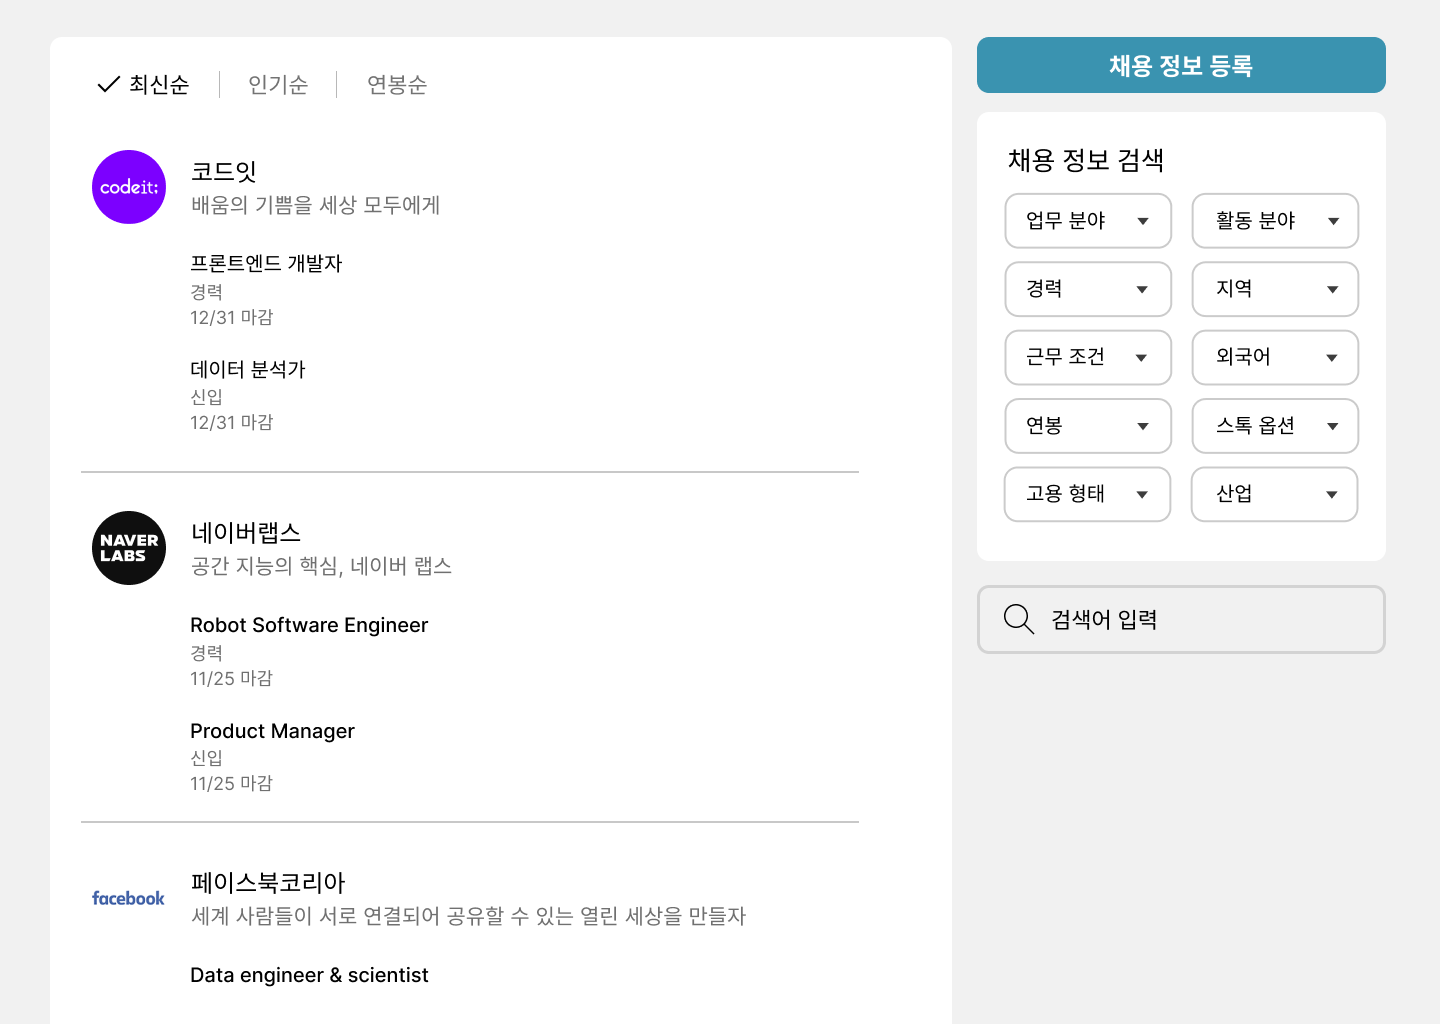 최신순 인기순 연봉순
codeit;
코드잇
배움의 기쁨을 세상 모두에게
프론트엔드 개발자
경력
12/31 마감
데이터 분석가
신입
12/31 마감
NAVER
LABS
네이버랩스
공간 지능의 핵심, 네이버 랩스
Robot Software Engineer
경력
11/25 마감
Product Manager
신입
11/25 마감
facebook
페이스북코리아
세계 사람들이 서로 연결되어 공유할 수 있는 열린 세상을 만들자
Data engineer & scientist
채용 정보 등록
채용 정보 검색
업무 분야 활동 분야
경력 지역
근무 조건 외국어
연봉 스톡 옵션
고용 형태 산업
검색어 입력